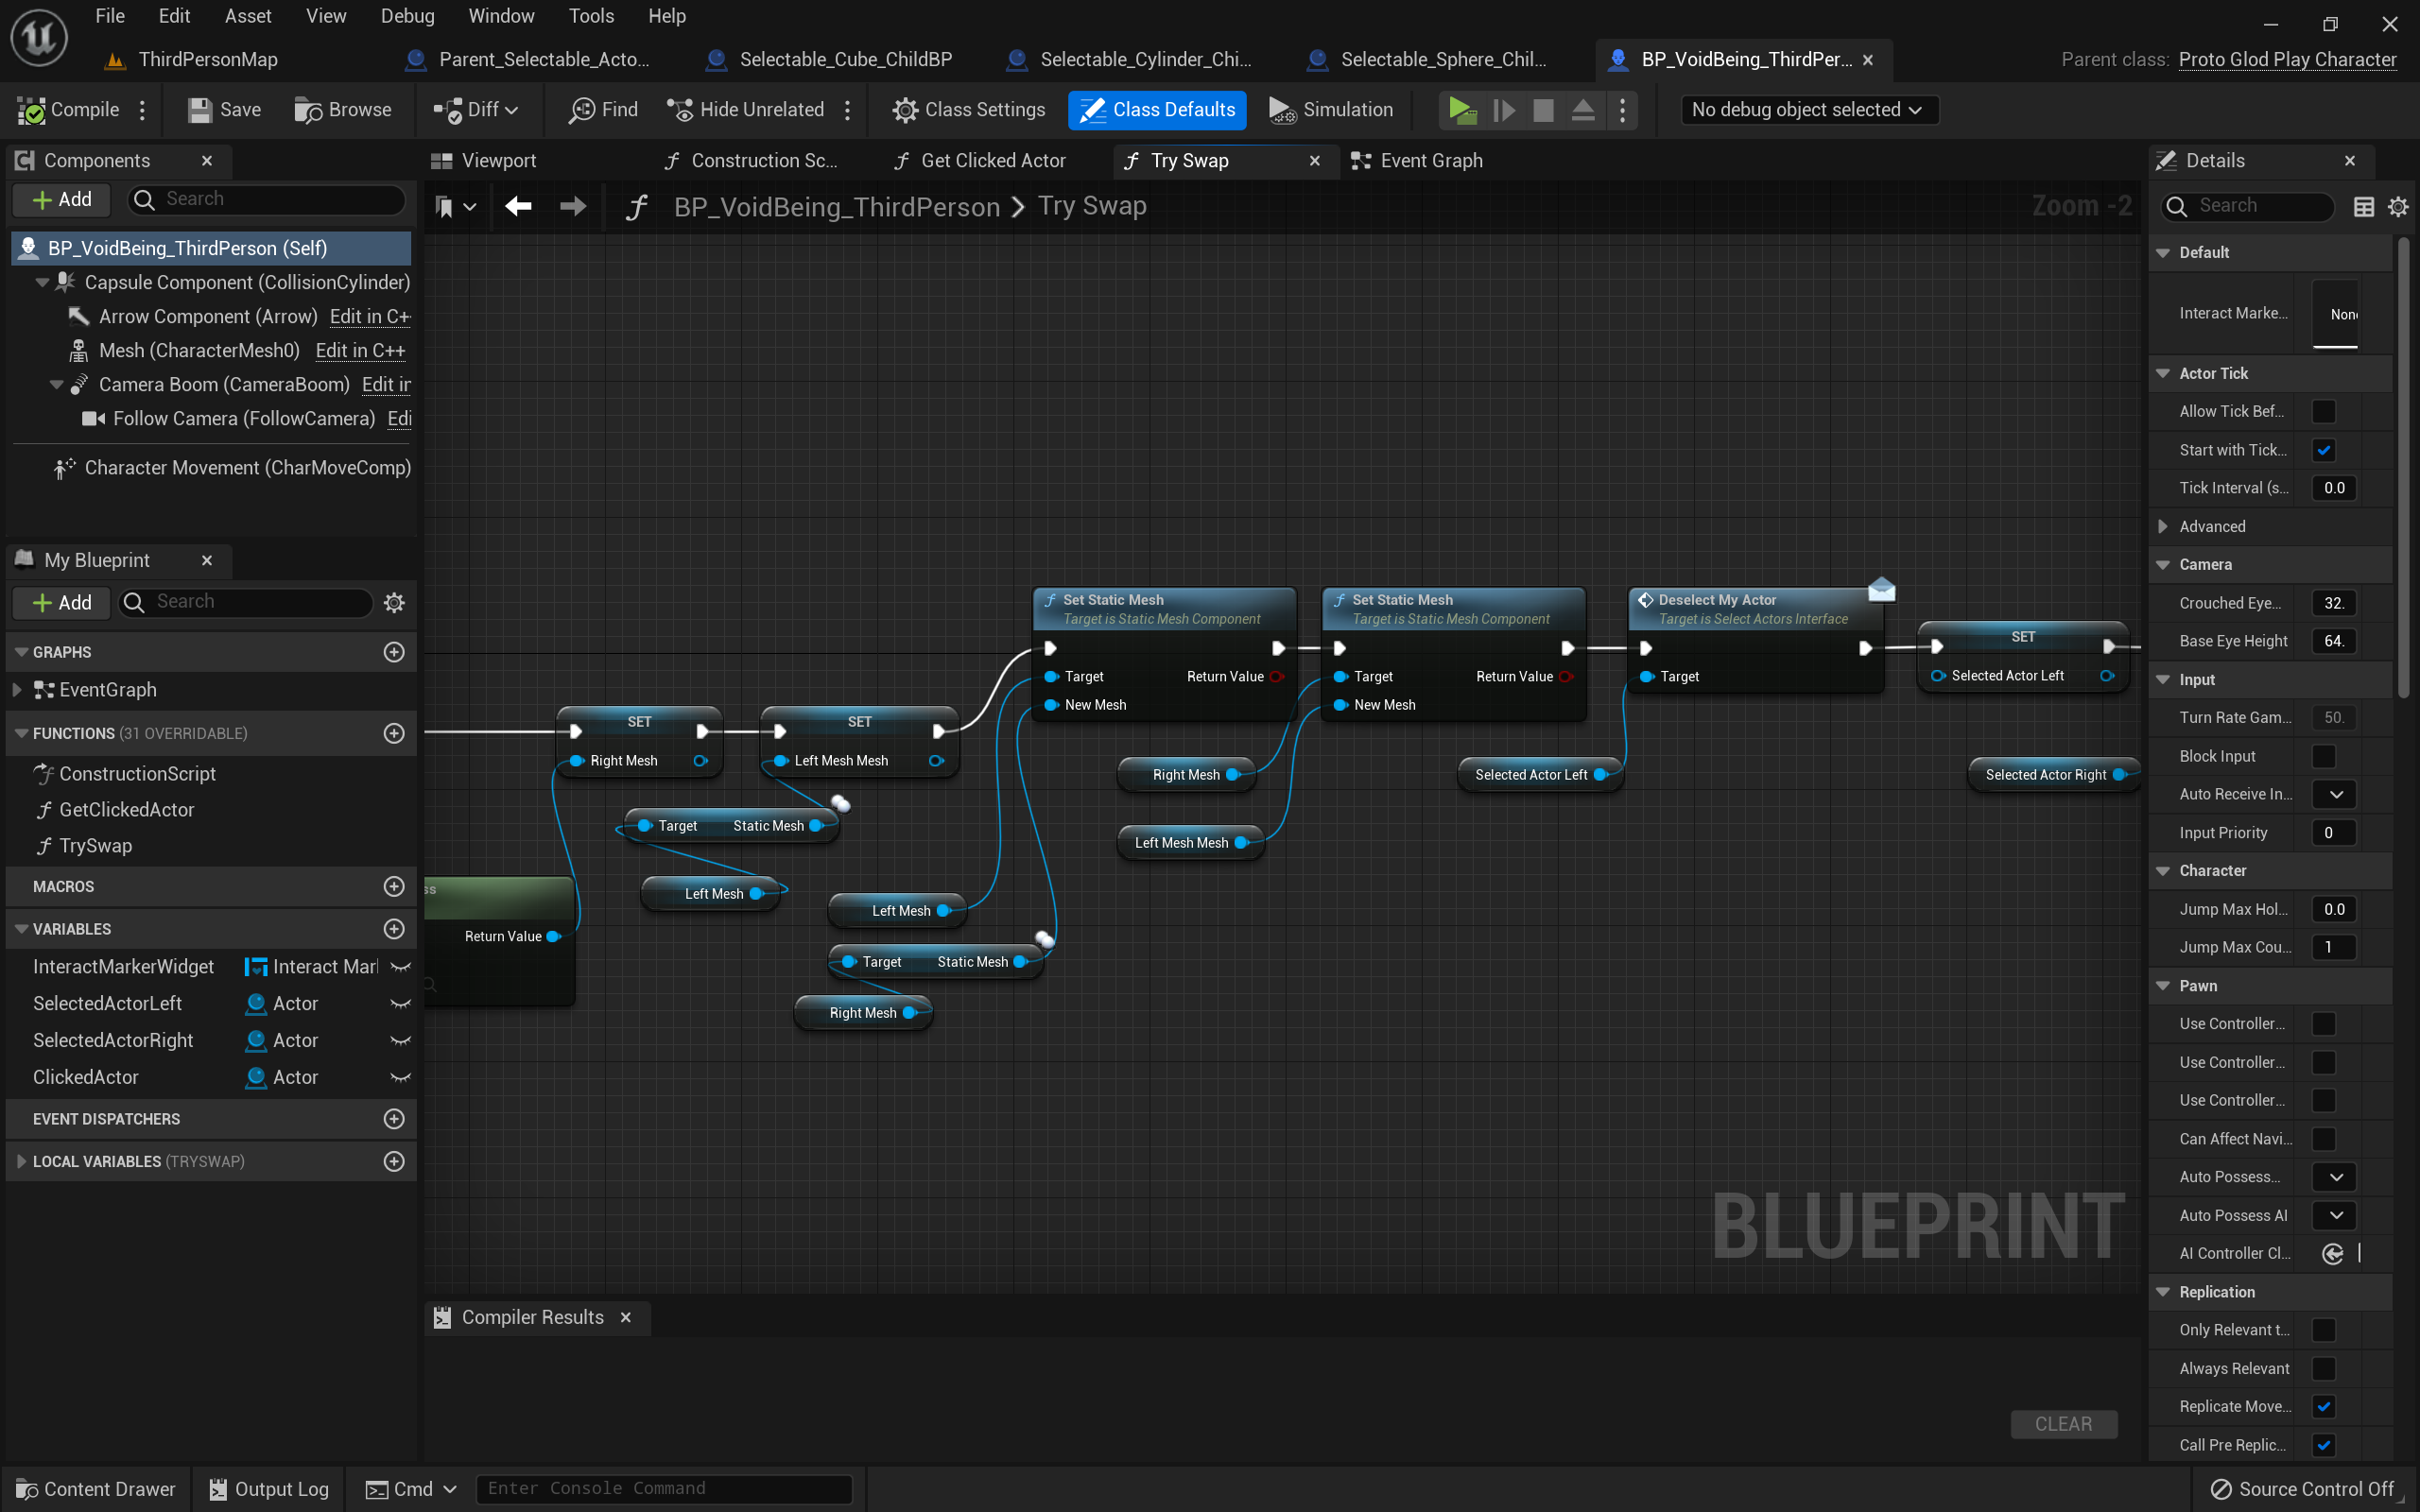 File Edit Asset View Debug Window Tools Help
ThirdPersonMap Parent_Selectable_Acto... Selectable_Cube_ChildBP Selectable_Cylinder_Chi... Selectable_Sphere_Chil... BP_VoidBeing_ThirdPer... Parent class: Proto Glod Play Character
Compile Save Browse Diff Find Hide Unrelated Class Settings Class Defaults Simulation No debug object selected
Components
Add Search
BP_VoidBeing_ThirdPerson (Self)
Capsule Component (CollisionCylinder)
Arrow Component (Arrow) Edit in C+
Mesh (CharacterMesh0) Edit in C++
Camera Boom (CameraBoom) Edit in
Follow Camera (FollowCamera) Edi
Character Movement (CharMoveComp)
My Blueprint
Add Search
GRAPHS
EventGraph
FUNCTIONS (31 OVERRIDABLE)
ConstructionScript
GetClickedActor
TrySwap
MACROS
VARIABLES
InteractMarkerWidget Interact Mar
SelectedActorLeft Actor
SelectedActorRight Actor
ClickedActor Actor
EVENT DISPATCHERS
LOCAL VARIABLES (TRYSWAP)
Viewport Construction Sc... Get Clicked Actor Try Swap Event Graph
BP_VoidBeing_ThirdPerson > Try Swap
Zoom -2
SET
Right Mesh
SET
Left Mesh Mesh
Target Static Mesh
Left Mesh
ss
Return Value
Left Mesh
Target Static Mesh
Right Mesh
Set Static Mesh
Target is Static Mesh Component
Target Return Value
New Mesh
Set Static Mesh
Target is Static Mesh Component
Target Return Value
New Mesh
Right Mesh
Left Mesh Mesh
Deselect My Actor
Target is Select Actors Interface
Target
Selected Actor Left
SET
Selected Actor Left
Selected Actor Right
BLUEPRINT
Compiler Results
CLEAR
Details
Search
Default
Interact Marke... Non
Actor Tick
Allow Tick Bef...
Start with Tick...
Tick Interval (s... 0.0
Advanced
Camera
Crouched Eye... 32.
Base Eye Height 64.
Input
Turn Rate Gam... 50.
Block Input
Auto Receive In...
Input Priority 0
Character
Jump Max Hol... 0.0
Jump Max Cou... 1
Pawn
Use Controller...
Use Controller...
Use Controller...
Can Affect Navi...
Auto Possess...
Auto Possess AI
AI Controller Cl...
Replication
Only Relevant t...
Always Relevant
Replicate Move...
Call Pre Replic...
Content Drawer Output Log Cmd Enter Console Command Source Control Off